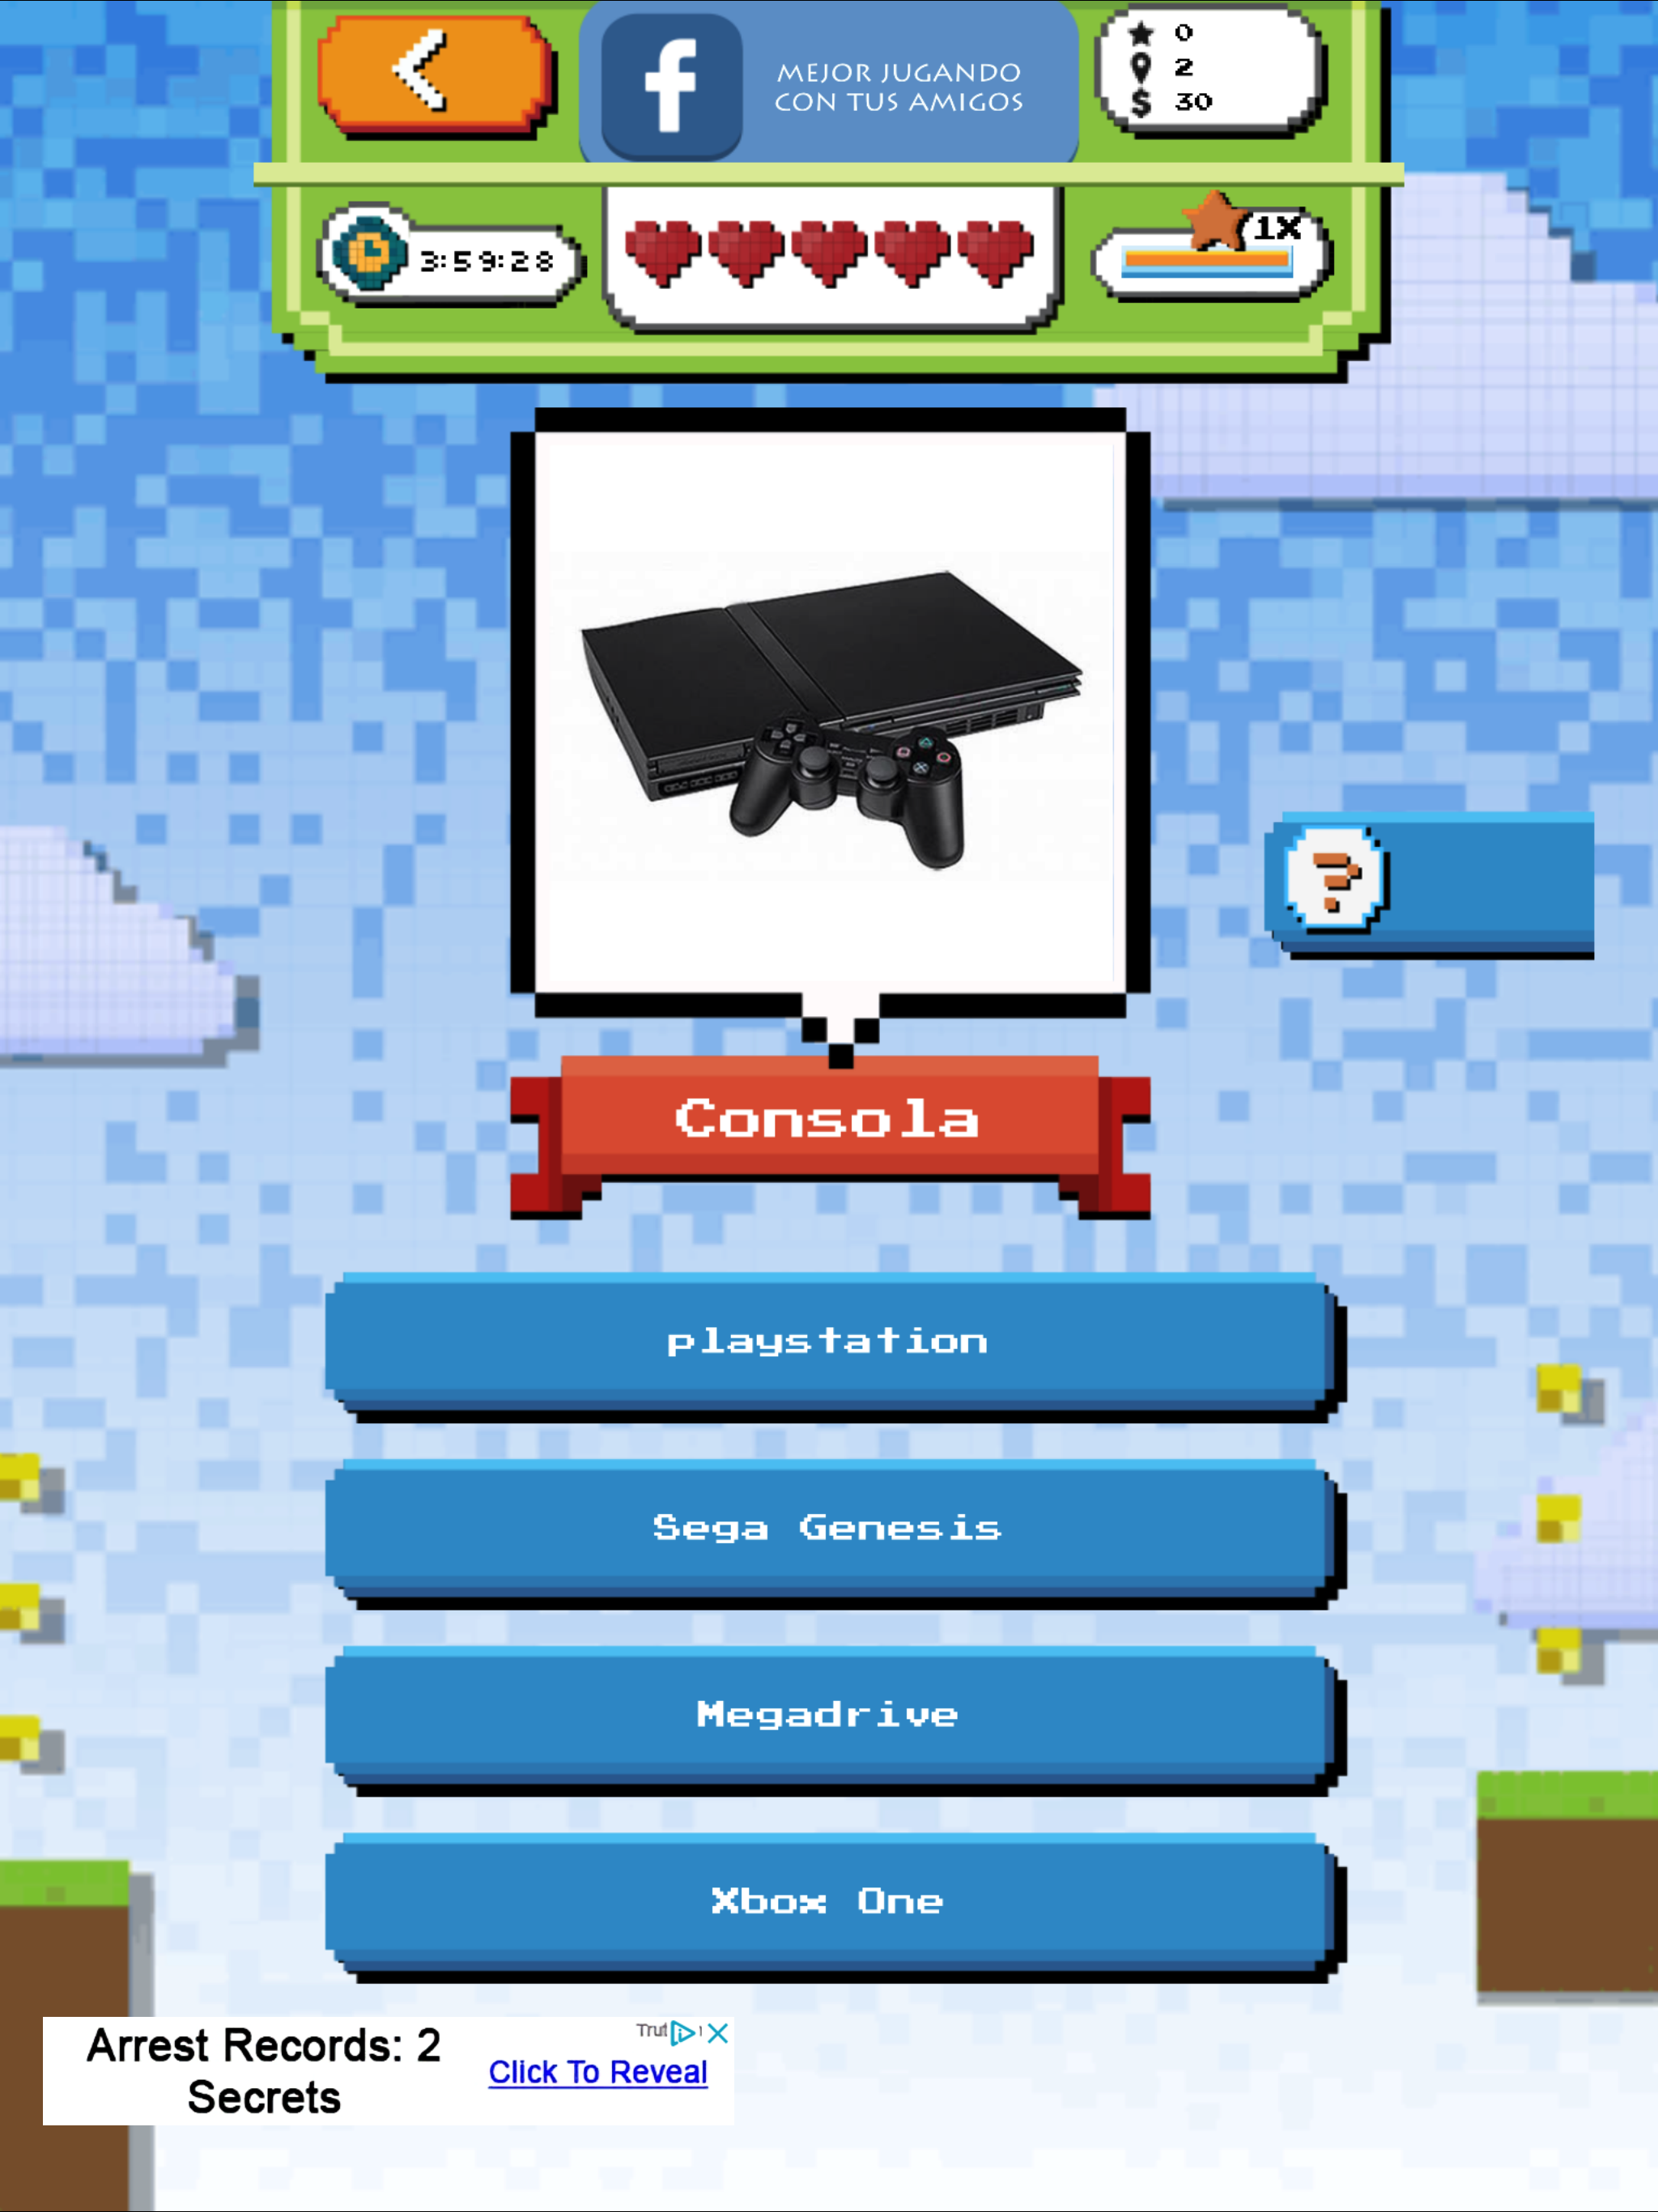 MEJOR JUGANDO
CON TUS AMIGOS
0
2
$ 30
3:59:28
1X
Consola
playstation
Sega Genesis
Megadrive
Xbox One
Arrest Records: 2
Secrets
Click To Reveal